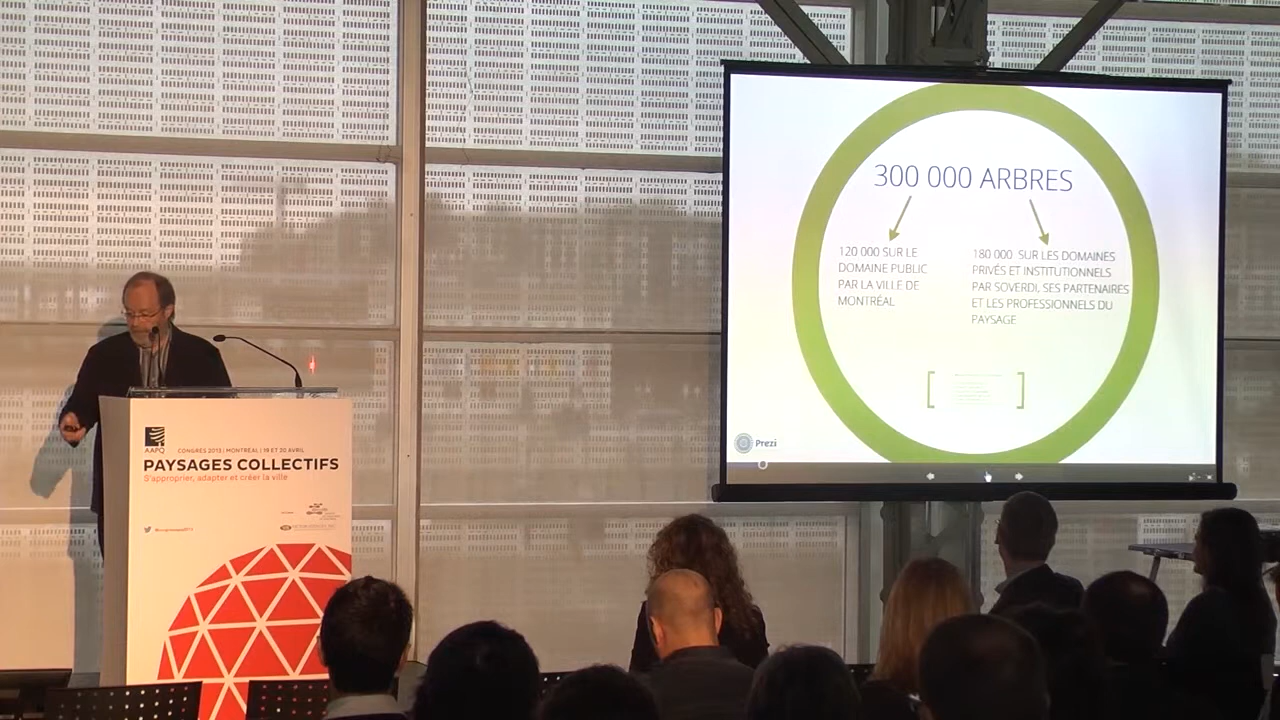 300 000 ARBRES
120 000 SUR LE
DOMAINE PUBLIC
PAR LA VILLE DE
MONTRÉAL
180 000 SUR LES DOMAINES
PRIVÉS ET INSTITUTIONNELS
PAR SOVERDI, SES PARTENAIRES
ET LES PROFESSIONNELS DU
PAYSAGE
Prezi
AAPQ
CONGRÈS 2013 | MONTRÉAL | 19 ET 20 AVRIL
PAYSAGES COLLECTIFS
S'approprier, adapter et créer la ville